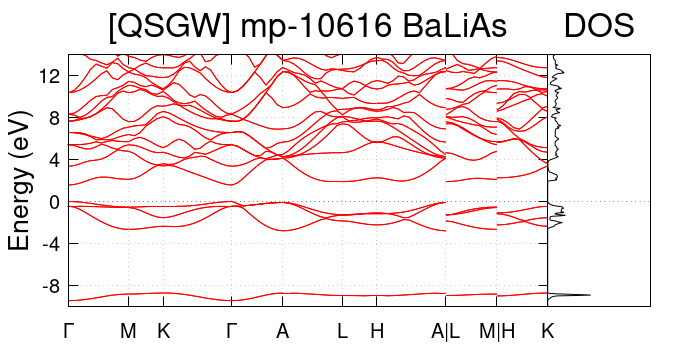 [QSGW] mp-10616 BaLiAs DOS
Energy (eV)
12
8
4
0
-4
-8
Γ M K Γ A L H A|L M|H K